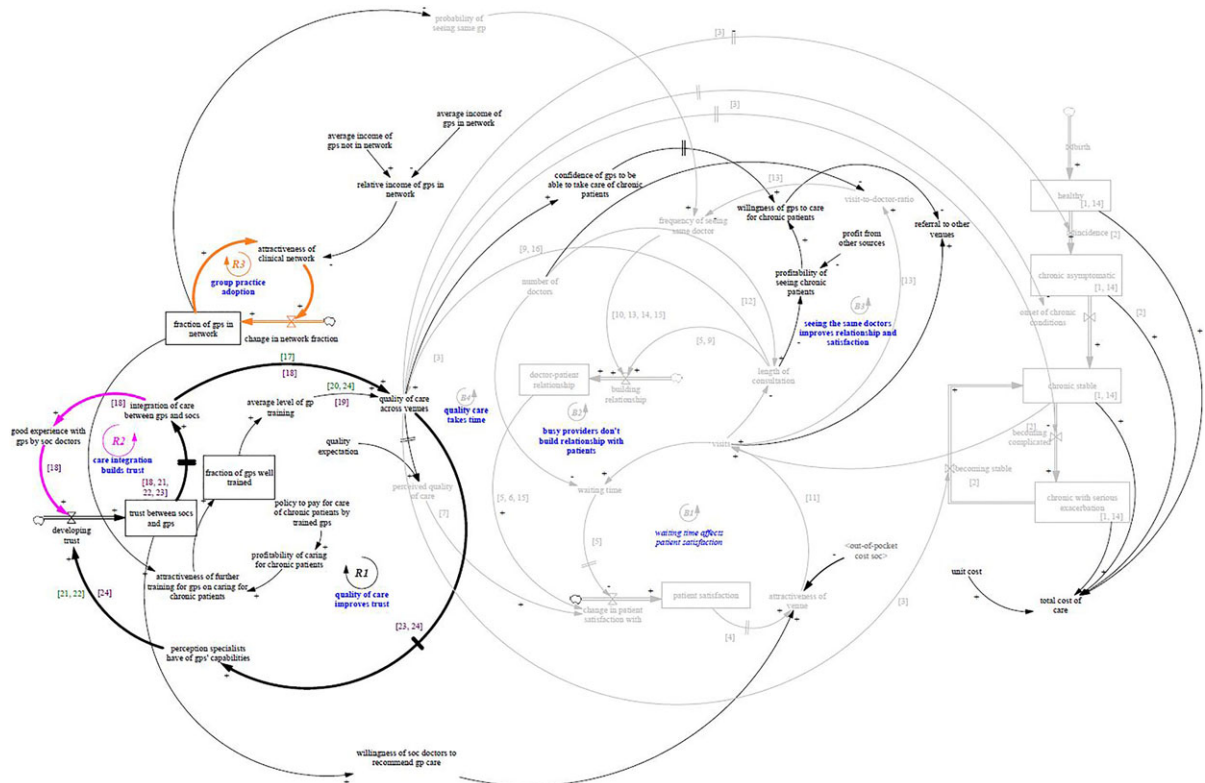 probability of
seeing same gp
[3]
[3]
average income of
gps in network
average income of
gps not in network
relative income of gps in
network
confidence of gps to be
able to take care of chronic
patients
[13]
willingness of gps to care
for chronic patients
visit-to-doctor-ratio
referral to other
venues
frequency of seeing
same doctor
profit from
other sources
birth
healthy
[1, 14]
incidence
[2]
attractiveness of
clinical network
R3
group practice
adoption
[9, 16]
number of
doctors
profitability of
seeing chronic
patients
[13]
chronic asymptomatic
[1, 14]
[12]
B3
seeing the same doctors
improves relationship and
satisfaction
onset of chronic
conditions
[2]
fraction of gps in
network
change in network fraction
[10, 13, 14, 15]
[5, 9]
[17]
[18]
[3]
doctor-patient
relationship
building
relationship
length of
consultation
chronic stable
[1, 14]
[20, 24]
[19]
[18]
integration of care
between gps and socs
average level of gp
training
quality of care
across venues
B4
quality care
takes time
B2
busy providers don't
build relationship with
patients
good experience with
gps by soc doctors
R2
care integration
builds trust
quality
expectation
visits
[2]
becoming
complicated
[18]
fraction of gps well
trained
perceived quality
of care
waiting time
becoming stable
[2]
[18, 21,
22, 23]
policy to pay for care
of chronic patients by
trained gps
[5, 6, 15]
[11]
chronic with serious
exacerbation
[1, 14]
trust between socs
and gps
developing
trust
[7]
B1
waiting time affects
patient satisfaction
[5]
profitability of caring
for chronic patients
<out-of-pocket
cost soc>
attractiveness of further
training for gps on caring for
chronic patients
R1
quality of care
improves trust
unit cost
[21, 22]
[24]
patient satisfaction
attractiveness of
venue
change in patient
satisfaction with
[3]
total cost of
care
[23, 24]
[4]
perception specialists
have of gps' capabilities
willingness of soc doctors to
recommend gp care